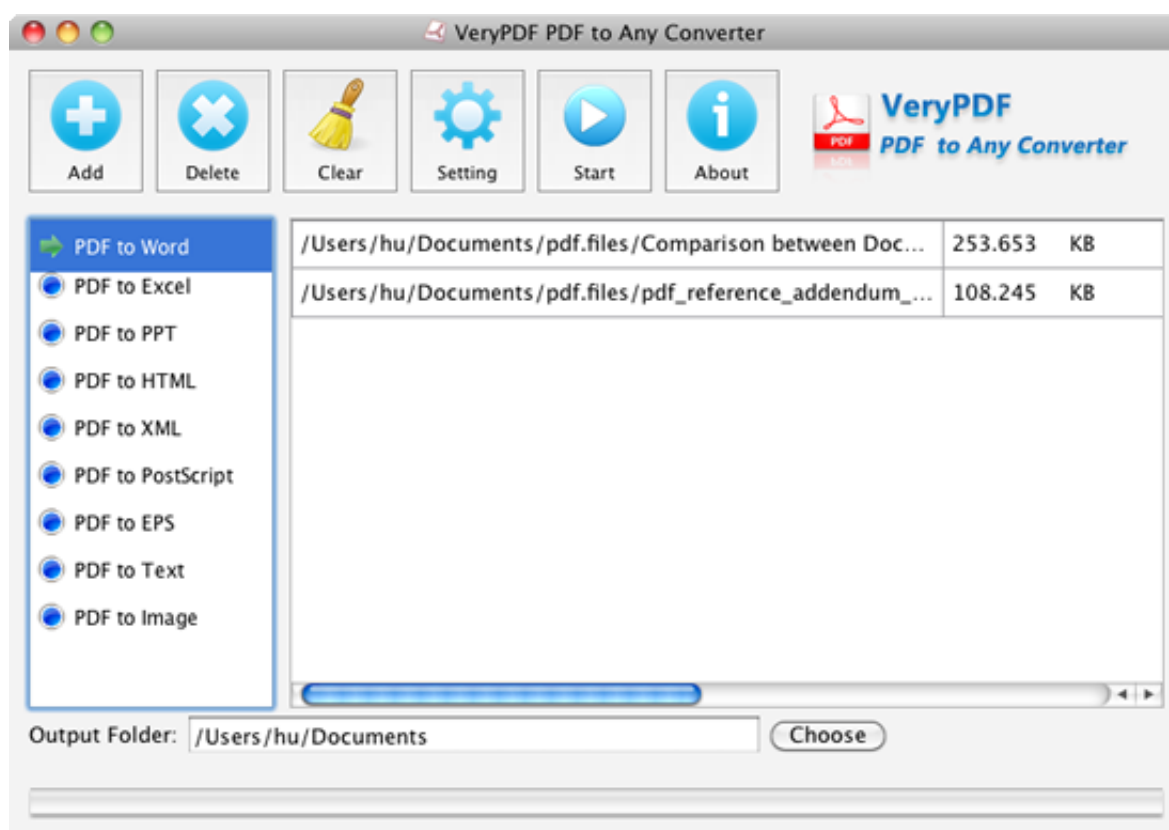 VeryPDF PDF to Any Converter
Add
Delete
Clear
Setting
Start
About
PDF
VeryPDF
PDF to Any Converter
PDF to Word
PDF to Excel
PDF to PPT
PDF to HTML
PDF to XML
PDF to PostScript
PDF to EPS
PDF to Text
PDF to Image
/Users/hu/Documents/pdf.files/Comparison between Doc... 253.653 KB
/Users/hu/Documents/pdf.files/pdf_reference_addendum_... 108.245 KB
Output Folder: /Users/hu/Documents Choose